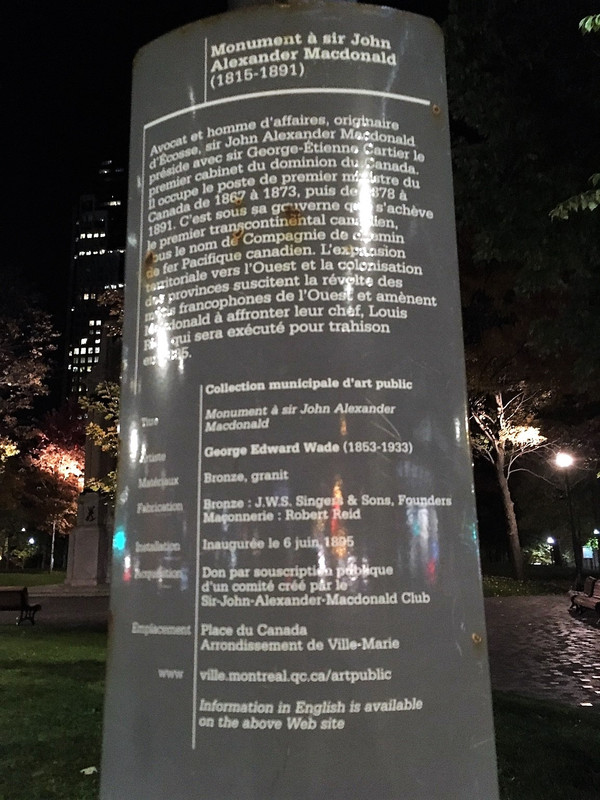 Monument à sir John
Alexander Macdonald
(1815-1891)
Avocat et homme d'affaires, originaire
d'Écosse, sir John Alexander Macdonald
préside avec sir George-Étienne Cartier le
premier cabinet du dominion du Canada.
Il occupe le poste de premier ministre du
Canada de 1867 à 1873, puis de 1878 à
1891. C'est sous sa gouverne que s'achève
le premier transcontinental canadien,
sous le nom de Compagnie de chemin
de fer Pacifique canadien. L'expansion
territoriale vers l'Ouest et la colonisation
des provinces suscitent la révolte des
métis francophones de l'Ouest et amènent
Macdonald à affronter leur chef, Louis
Riel, qui sera exécuté pour trahison
en 1885.
Collection municipale d'art public
Titre Monument à sir John Alexander
Macdonald
Artiste George Edward Wade (1853-1933)
Matériaux Bronze, granit
Fabrication Bronze : J.W.S. Singers & Sons, Founders
Maçonnerie : Robert Reid
Installation Inaugurée le 6 juin 1895
Acquisition Don par souscription publique
d'un comité créé par le
Sir-John-Alexander-Macdonald Club
Emplacement Place du Canada
Arrondissement de Ville-Marie
www ville.montreal.qc.ca/artpublic
Information in English is available
on the above Web site